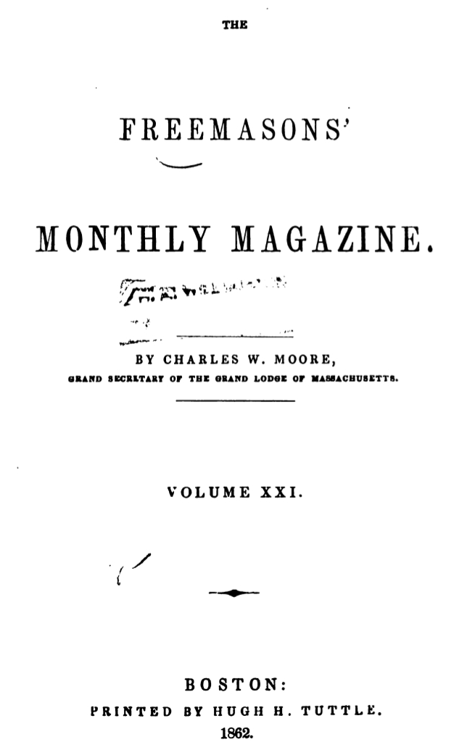 THE
FREEMASONS'
MONTHLY MAGAZINE.
BY CHARLES W. MOORE,
GRAND SECRETARY OF THE GRAND LODGE OF MASSACHUSETTS.
VOLUME XXI.
BOSTON:
PRINTED BY HUGH H. TUTTLE.
1862.